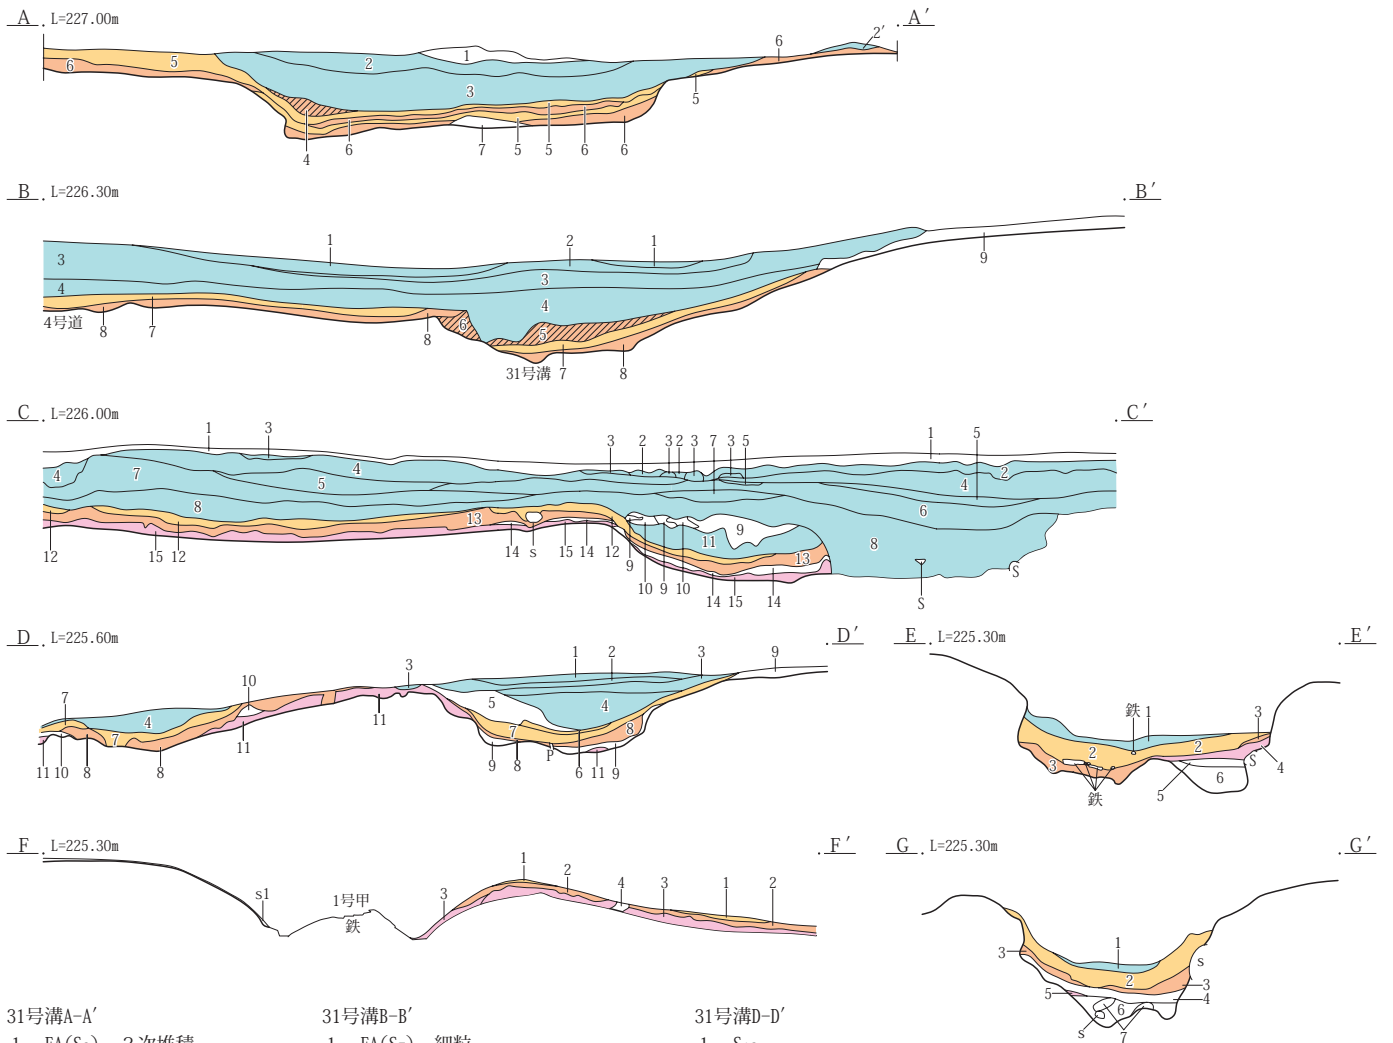 A . L=227.00m . A′
1 2 2′ 6
6 5 3 5
4 6 7 5 5 6 6
B . L=226.30m . B′
1 2 1
3 3 9
4 4
4号道 8 7 8 6 5
31号溝 7 8
C . L=226.00m . C′
1 3 3 2 3 2 3 7 3 5 1 5
4 7 4 5 2 4
8 6
13 9 11 8 13
12 15 12 14 s 15 14 12 9 10 9 10 S
14 15 14 S
D . L=225.60m . D′
10 3 1 2 3 9
7 4 5 4
7 11 11 7 8
11 10 8 8 9 8 P 6 11 9
E . L=225.30m . E′
鉄 1 3
2 2
3 S 4
鉄 5 6
F . L=225.30m . F′
s1 1号甲 3 1 2 4 3 1 2
鉄
G . L=225.30m . G′
1
3 2 s
3
5 4
6
s 7
31号溝A-A′ 31号溝B-B′ 31号溝D-D′